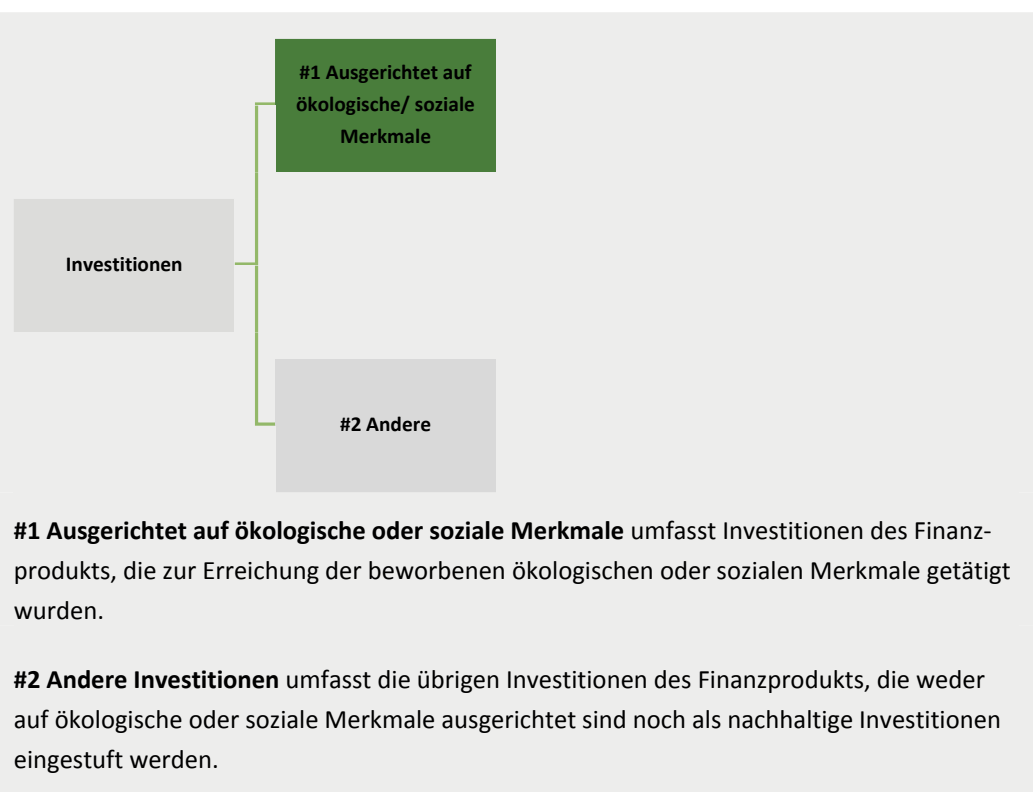 #1 Ausgerichtet auf
ökologische/ soziale
Merkmale
Investitionen
#2 Andere
#1 Ausgerichtet auf ökologische oder soziale Merkmale umfasst Investitionen des Finanz-
produkts, die zur Erreichung der beworbenen ökologischen oder sozialen Merkmale getätigt
wurden.
#2 Andere Investitionen umfasst die übrigen Investitionen des Finanzprodukts, die weder
auf ökologische oder soziale Merkmale ausgerichtet sind noch als nachhaltige Investitionen
eingestuft werden.